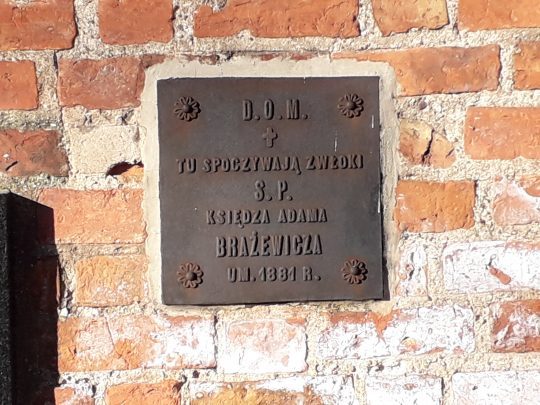 D.O.M.
TU SPOCZYWAJĄ ZWŁOKI
Ś.P.
KSIĘDZA ADAMA
BRAŻEWICZA
UM. 1881 R.